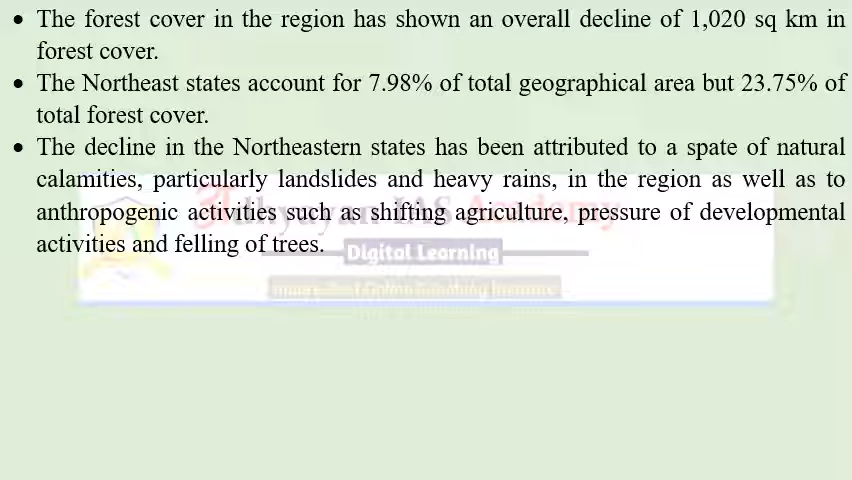 • The forest cover in the region has shown an overall decline of 1,020 sq km in
forest cover.
• The Northeast states account for 7.98% of total geographical area but 23.75% of
total forest cover.
• The decline in the Northeastern states has been attributed to a spate of natural
calamities, particularly landslides and heavy rains, in the region as well as to
anthropogenic activities such as shifting agriculture, pressure of developmental
activities and felling of trees.
Academy
Digital Learning